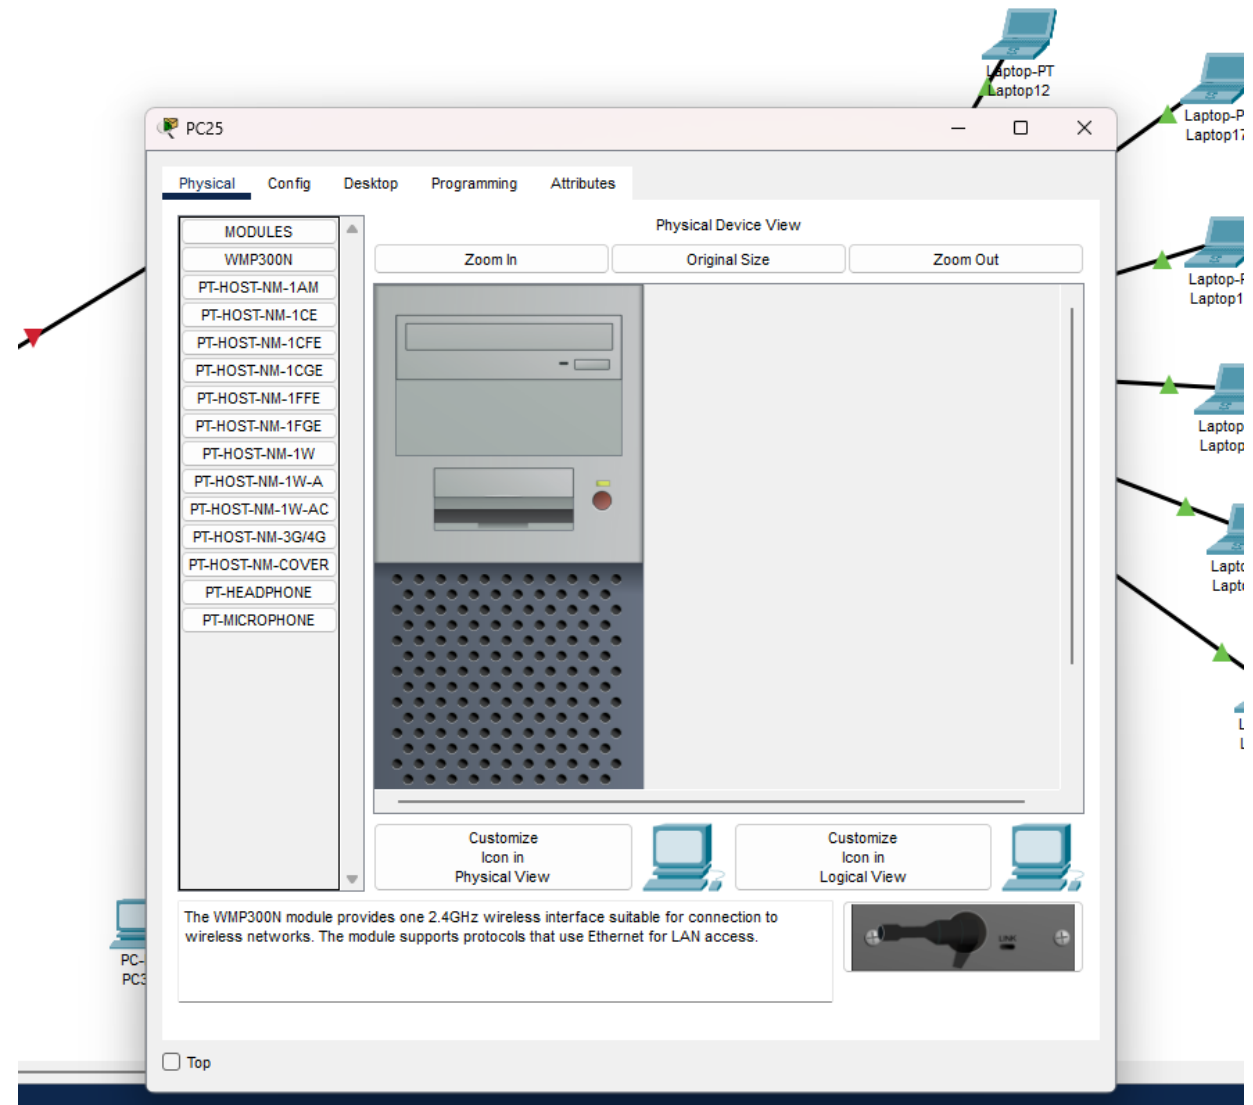 Laptop-PT
Laptop12
Laptop-P
Laptop17
PC25
Physical
Config
Desktop
Programming
Attributes
MODULES
WMP300N
PT-HOST-NM-1AM
PT-HOST-NM-1CE
PT-HOST-NM-1CFE
PT-HOST-NM-1CGE
PT-HOST-NM-1FFE
PT-HOST-NM-1FGE
PT-HOST-NM-1W
PT-HOST-NM-1W-A
PT-HOST-NM-1W-AC
PT-HOST-NM-3G/4G
PT-HOST-NM-COVER
PT-HEADPHONE
PT-MICROPHONE
Physical Device View
Zoom In
Original Size
Zoom Out
Customize
Icon in
Physical View
Customize
Icon in
Logical View
The WMP300N module provides one 2.4GHz wireless interface suitable for connection to
wireless networks. The module supports protocols that use Ethernet for LAN access.
LINK
Top
Laptop-
Laptop1
Laptop
Laptop
Lapt
Lapt
PC-
PC3